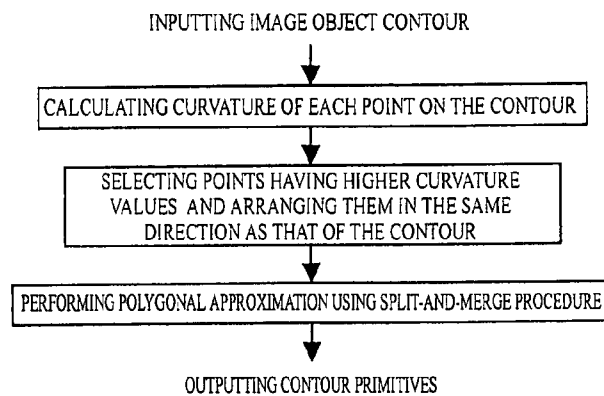 INPUTTING IMAGE OBJECT CONTOUR
CALCULATING CURVATURE OF EACH POINT ON THE CONTOUR
SELECTING POINTS HAVING HIGHER CURVATURE
VALUES AND ARRANGING THEM IN THE SAME
DIRECTION AS THAT OF THE CONTOUR
PERFORMING POLYGONAL APPROXIMATION USING SPLIT-AND-MERGE PROCEDURE
OUTPUTTING CONTOUR PRIMITIVES